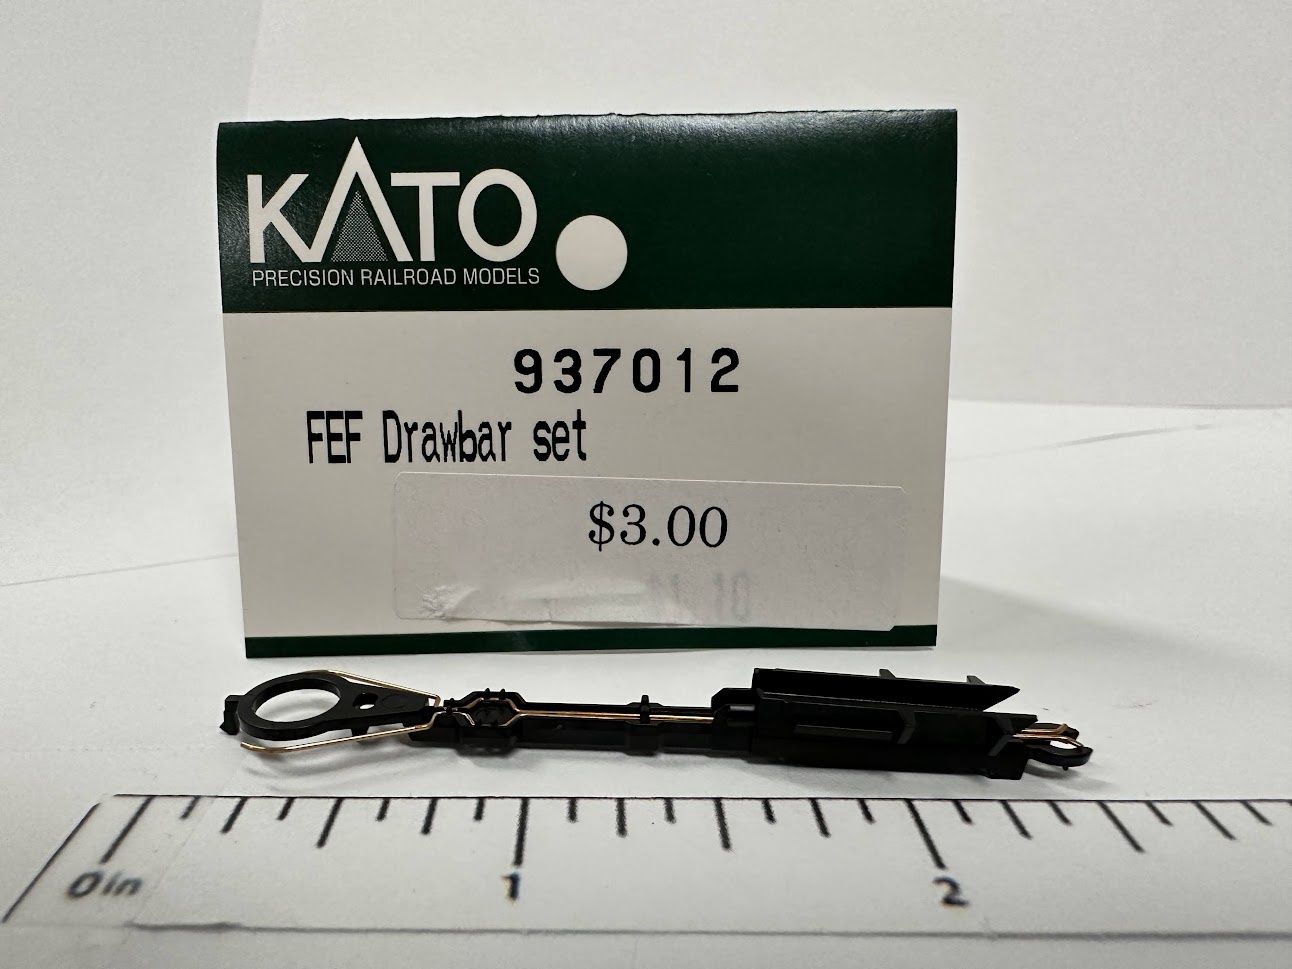 KATO
PRECISION RAILROAD MODELS
937012
FEF Drawbar set
$3.00
0in
1
2